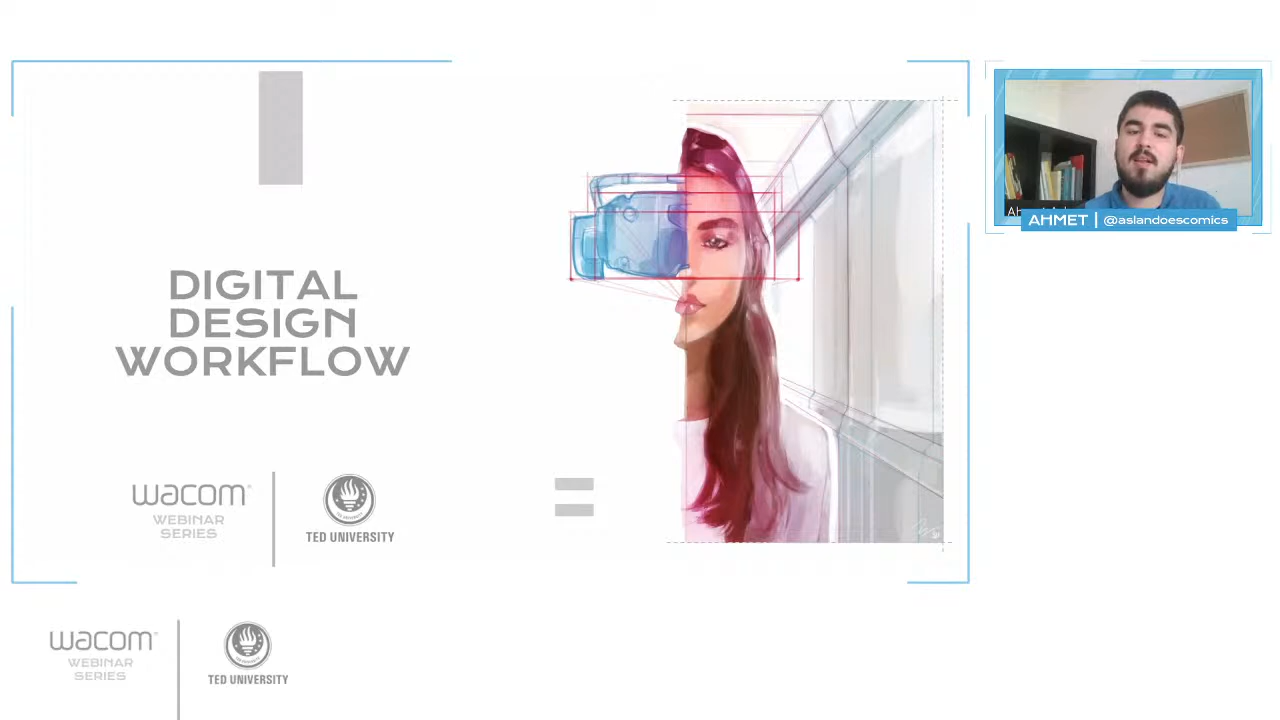 DIGITAL
DESIGN
WORKFLOW
wacom®
WEBINAR
SERIES
TED UNIVERSITY
AHMET | @aslandoescomics
wacom®
WEBINAR
SERIES
TED UNIVERSITY